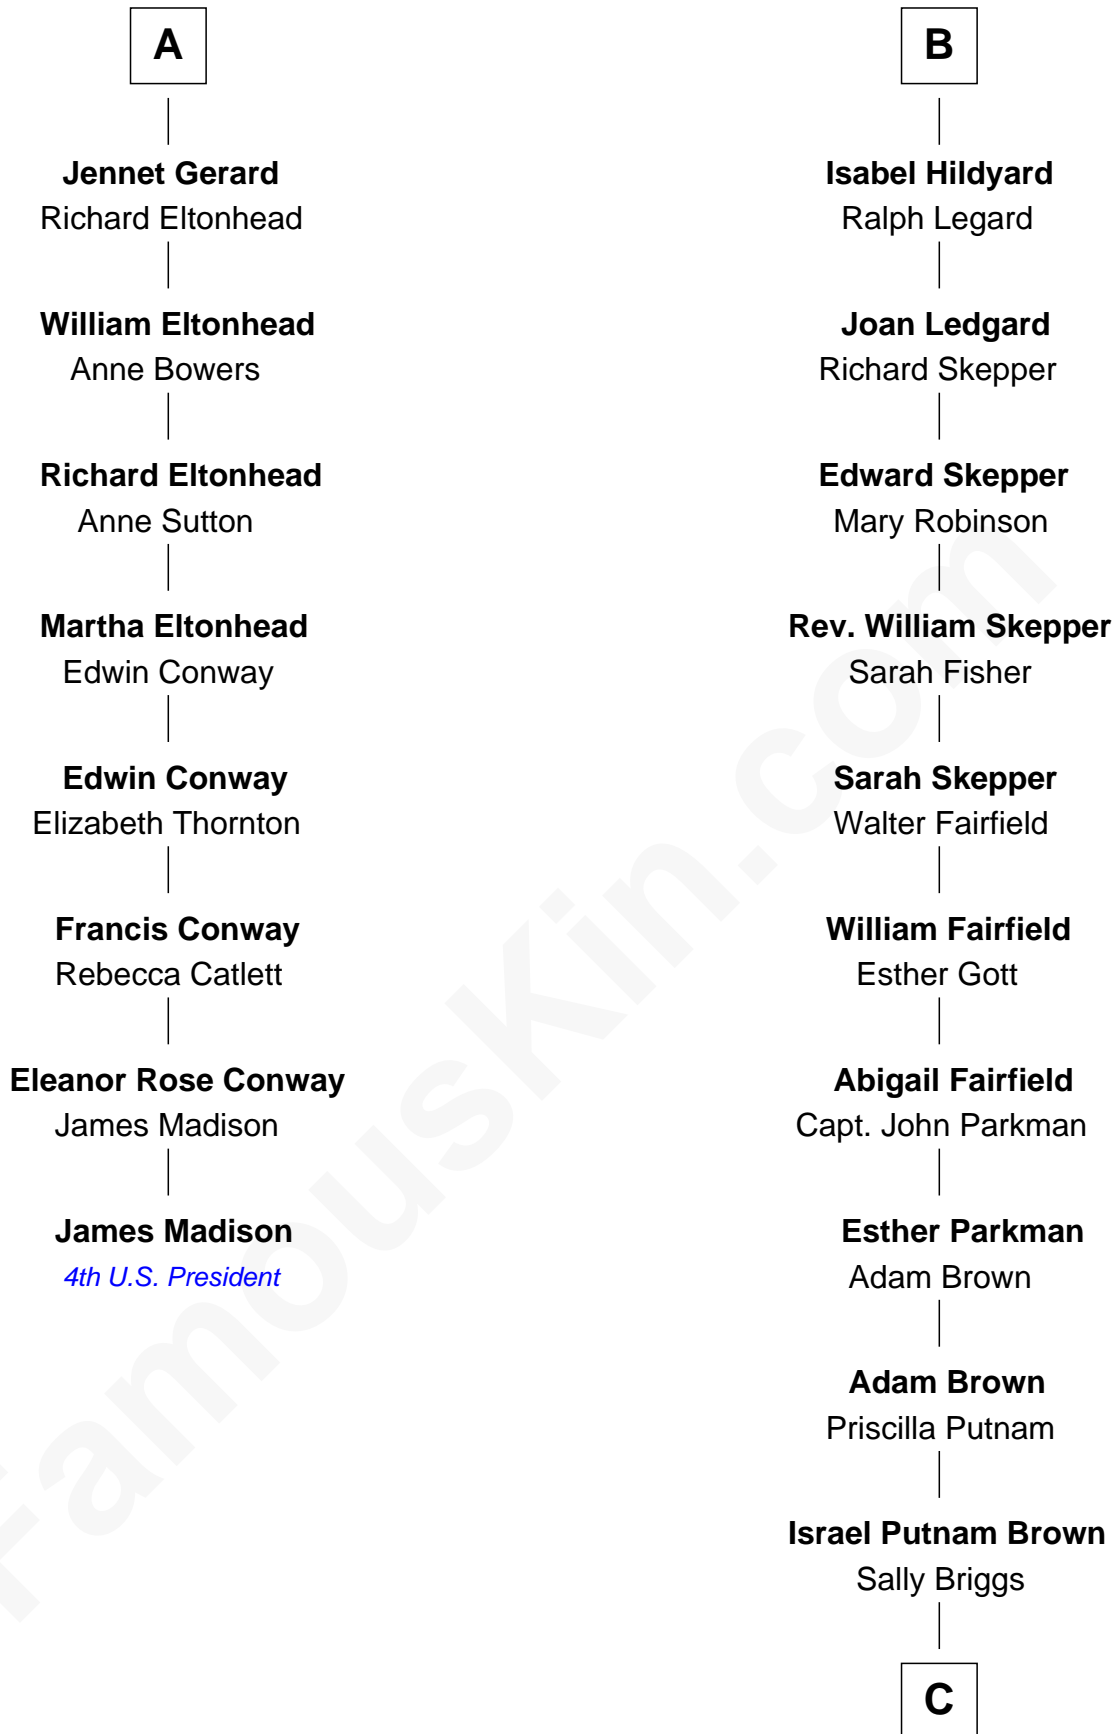 A
Jennet Gerard
Richard Eltonhead
William Eltonhead
Anne Bowers
Richard Eltonhead
Anne Sutton
Martha Eltonhead
Edwin Conway
Edwin Conway
Elizabeth Thornton
Francis Conway
Rebecca Catlett
Eleanor Rose Conway
James Madison
James Madison
4th U.S. President
B
Isabel Hildyard
Ralph Legard
Joan Ledgard
Richard Skepper
Edward Skepper
Mary Robinson
Rev. William Skepper
Sarah Fisher
Sarah Skepper
Walter Fairfield
William Fairfield
Esther Gott
Abigail Fairfield
Capt. John Parkman
Esther Parkman
Adam Brown
Adam Brown
Priscilla Putnam
Israel Putnam Brown
Sally Briggs
C
FamousKin.com